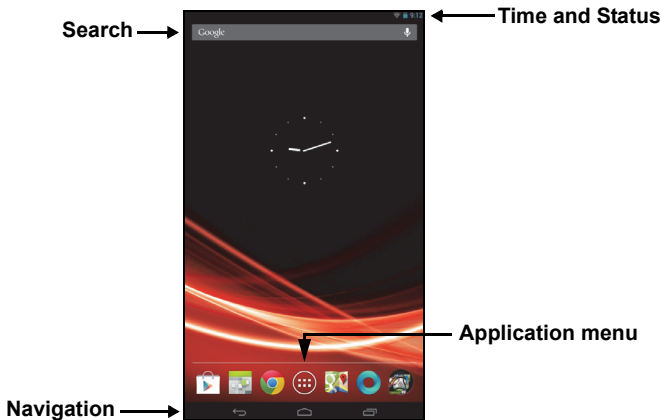 Time and Status
9:12
Search
Google
Application menu
Navigation